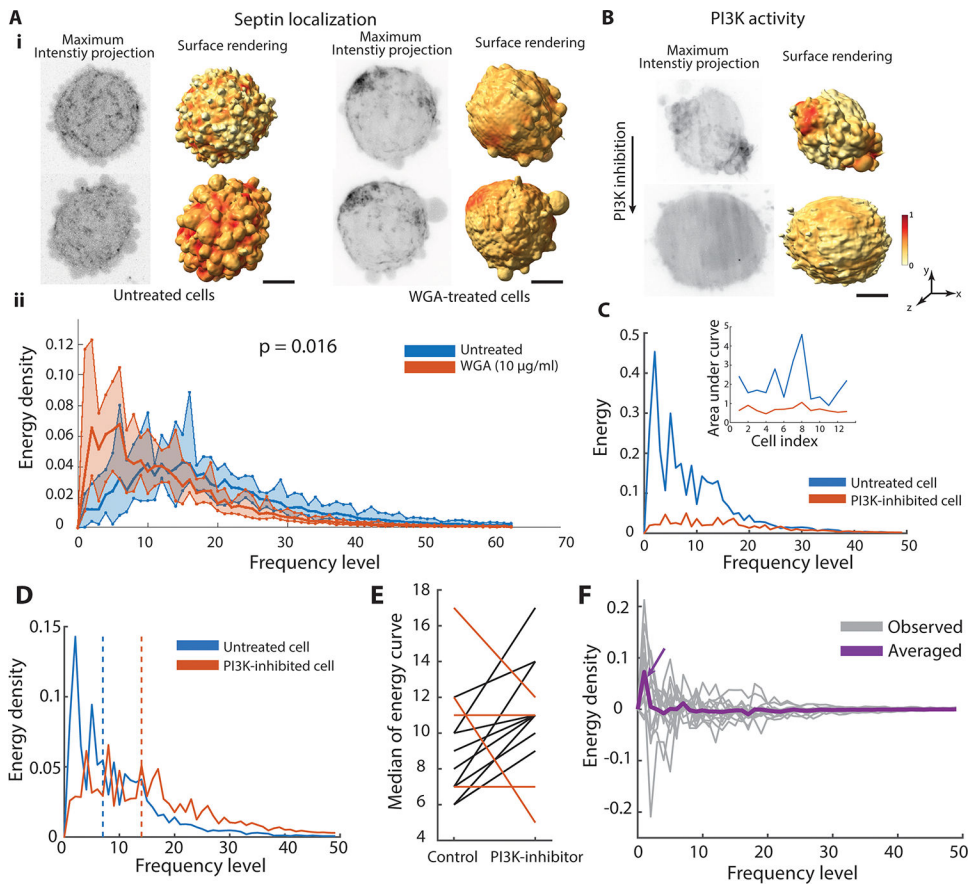 A
Septin localization
i
Maximum
Intenstiy projection
Surface rendering
Maximum
Intenstiy projection
Surface rendering
Untreated cells
WGA-treated cells
B
PI3K activity
Maximum
Intenstiy projection
Surface rendering
PI3K inhibition
1
0
y
x
z
ii
p = 0.016
Untreated
WGA (10 µg/ml)
Energy density
0.12
0.10
0.08
0.06
0.04
0.02
0
0 10 20 30 40 50 60 70
Frequency level
C
Energy
0.5
0.4
0.3
0.2
0.1
0
0 10 20 30 40 50
Frequency level
Area under curve
5
4
3
2
1
0
0 2 4 6 8 10 12
Cell index
Untreated cell
PI3K-inhibited cell
D
Energy density
0.15
0.1
0.05
0
0 10 20 30 40 50
Frequency level
Untreated cell
PI3K-inhibited cell
E
Median of energy curve
18
16
14
12
10
8
6
4
Control PI3K-inhibitor
F
Energy density
0.2
0.1
0
-0.1
-0.2
0 10 20 30 40 50
Frequency level
Observed
Averaged